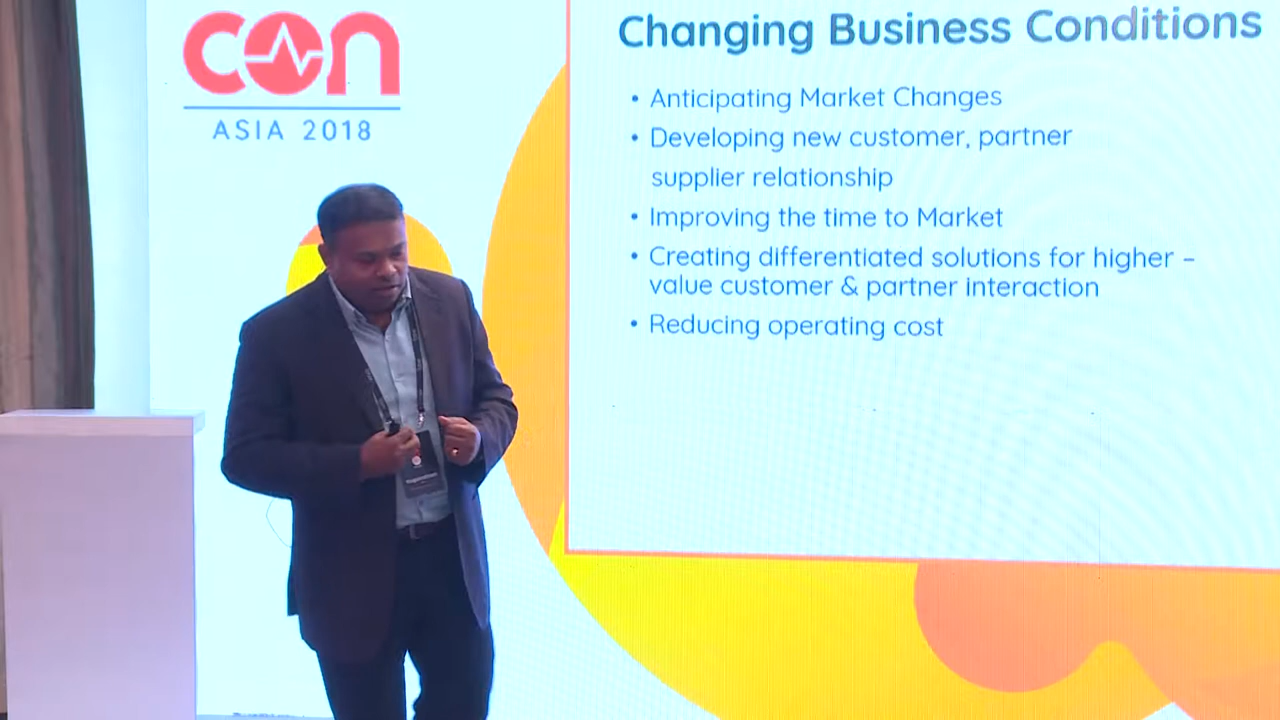 con
ASIA 2018
Changing Business Conditions
• Anticipating Market Changes
• Developing new customer, partner
supplier relationship
• Improving the time to Market
• Creating differentiated solutions for higher –
value customer & partner interaction
• Reducing operating cost